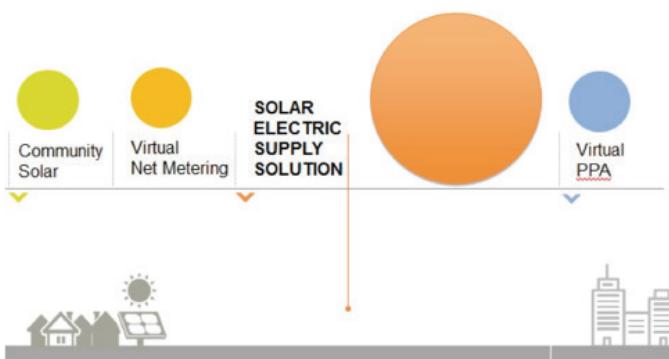 Community
Solar
Virtual
Net Metering
SOLAR
ELECTRIC
SUPPLY
SOLUTION
Virtual
PPA